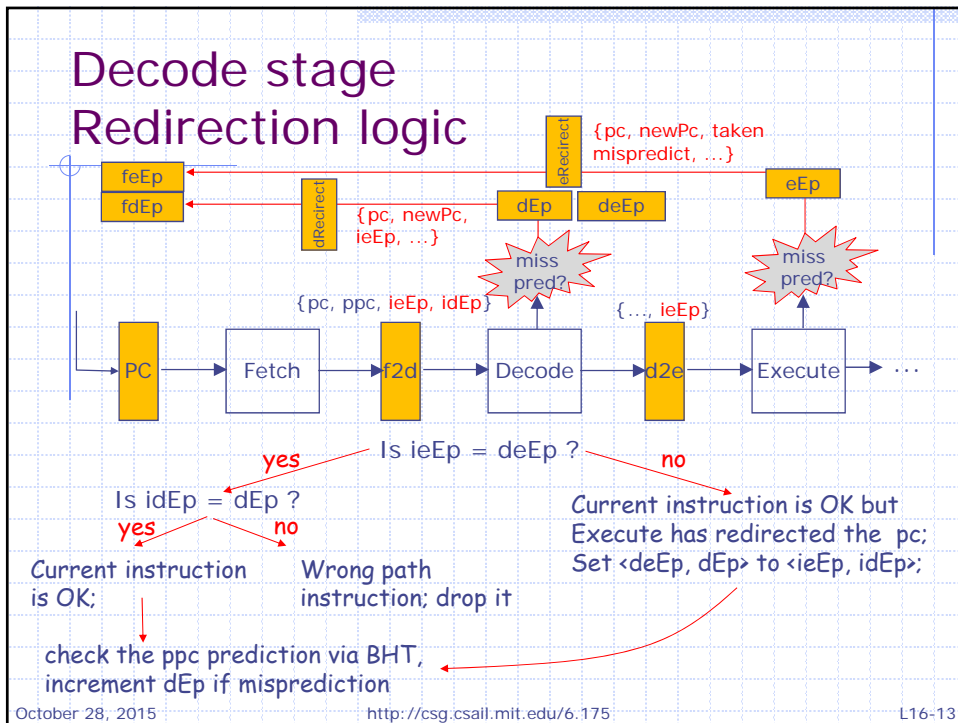 Decode stage
Redirection logic
{pc, newPc, taken
mispredict, ...}
eRecirect
feEp
fdEp
eEp
dRecirect
dEp
deEp
{pc, newPc,
ieEp, ...}
miss
pred?
miss
pred?
{pc, ppc, ieEp, idEp}
{..., ieEp}
PC
Fetch
f2d
Decode
d2e
Execute
...
Is ieEp = deEp ?
yes
no
Is idEp = dEp ?
yes
no
Current instruction is OK but
Execute has redirected the pc;
Set <deEp, dEp> to <ieEp, idEp>;
Current instruction
is OK;
Wrong path
instruction; drop it
check the ppc prediction via BHT,
increment dEp if misprediction
October 28, 2015
http://csg.csail.mit.edu/6.175
L16-13